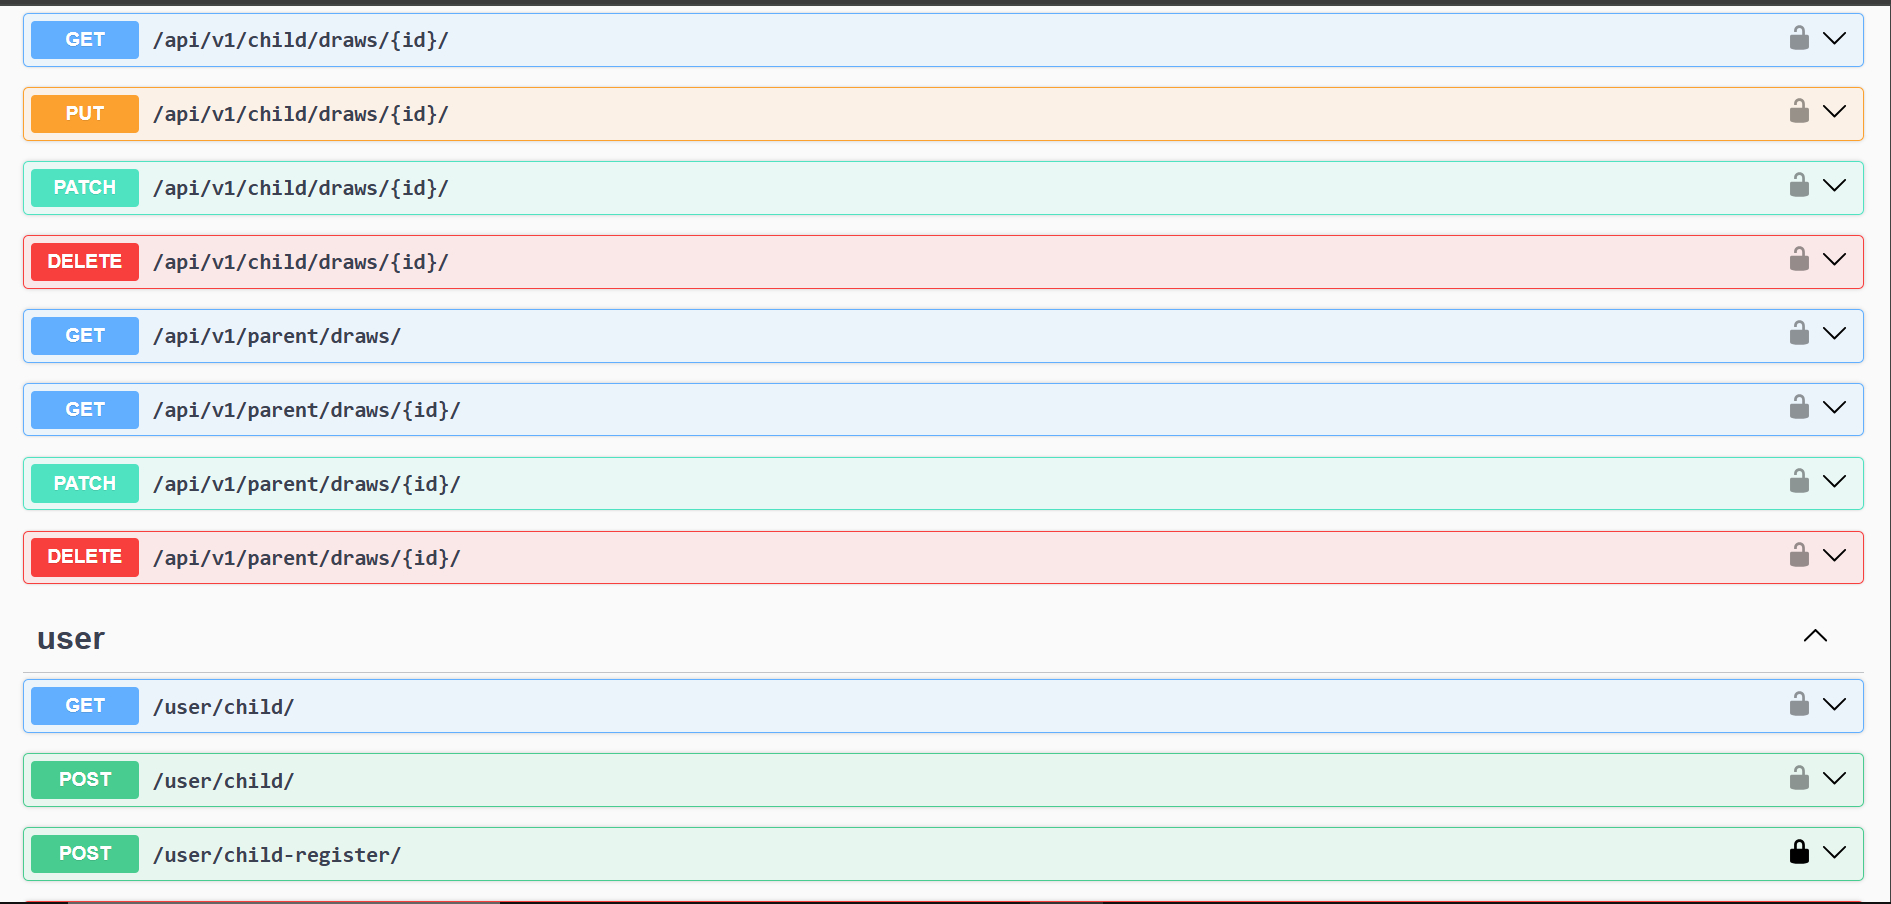 GET /api/v1/child/draws/{id}/
PUT /api/v1/child/draws/{id}/
PATCH /api/v1/child/draws/{id}/
DELETE /api/v1/child/draws/{id}/
GET /api/v1/parent/draws/
GET /api/v1/parent/draws/{id}/
PATCH /api/v1/parent/draws/{id}/
DELETE /api/v1/parent/draws/{id}/
user
GET /user/child/
POST /user/child/
POST /user/child-register/